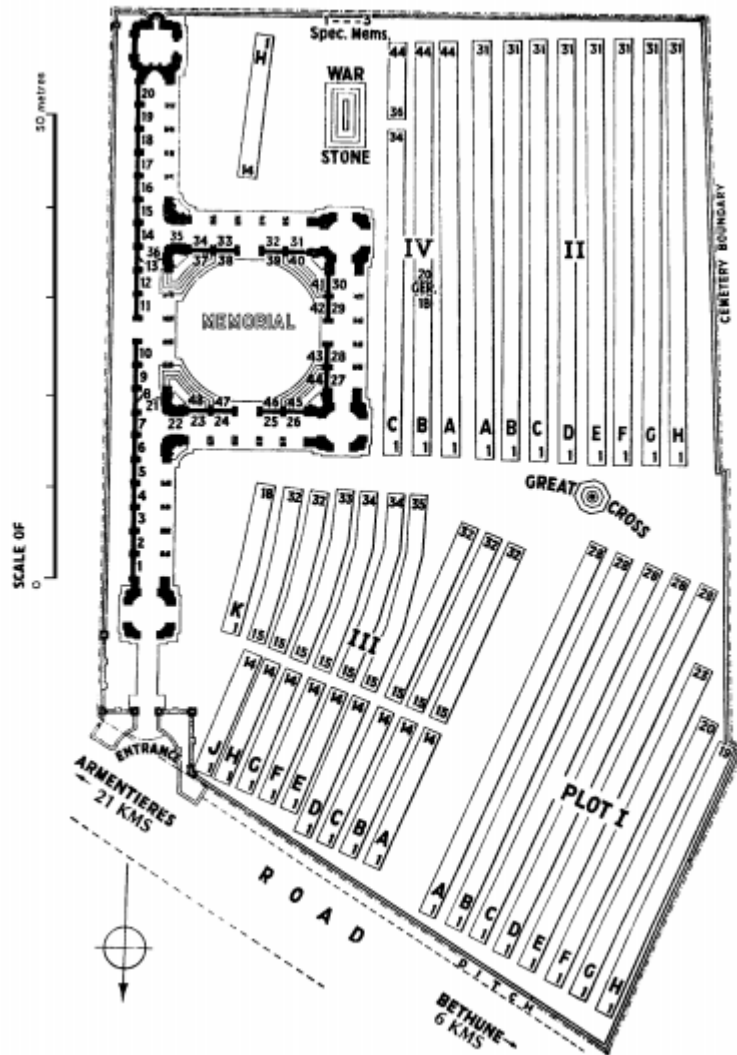 1 - - - 3
Spec. Mems.
1
H
14
WAR
STONE
44 44 44 31 31 31 31 31 31 31 31
36
34
50 metres
SCALE OF
0
20
19
18
17
16
15
14
36
13
12
11
10
9
8
21
7
6
5
4
3
2
1
35 34 33 32 31
37 38 39 40
41 30
42 29
MEMORIAL
43 28
44 27
48 47 46 45
22 23 24 25 26
IV
20
GER.
18
II
CEMETERY BOUNDARY
C B A A B C D E F G H
1 1 1 1 1 1 1 1 1 1 1
GREAT CROSS
18 32 32 33 34 34 35
32 32 32
K
1
15 15 15 15 15 15 15 15 15
III
14 14 14 14 14 14 14 14 14
J H G F E D C B A
1 1 1 1 1 1 1 1 1
28 28 28 28 28
23
20
19
PLOT I
A B C D E F G H
1 1 1 1 1 1 1 1
ENTRANCE
ARMENTIERES
21 KMS
ROAD
DITCH
BETHUNE
6 KMS